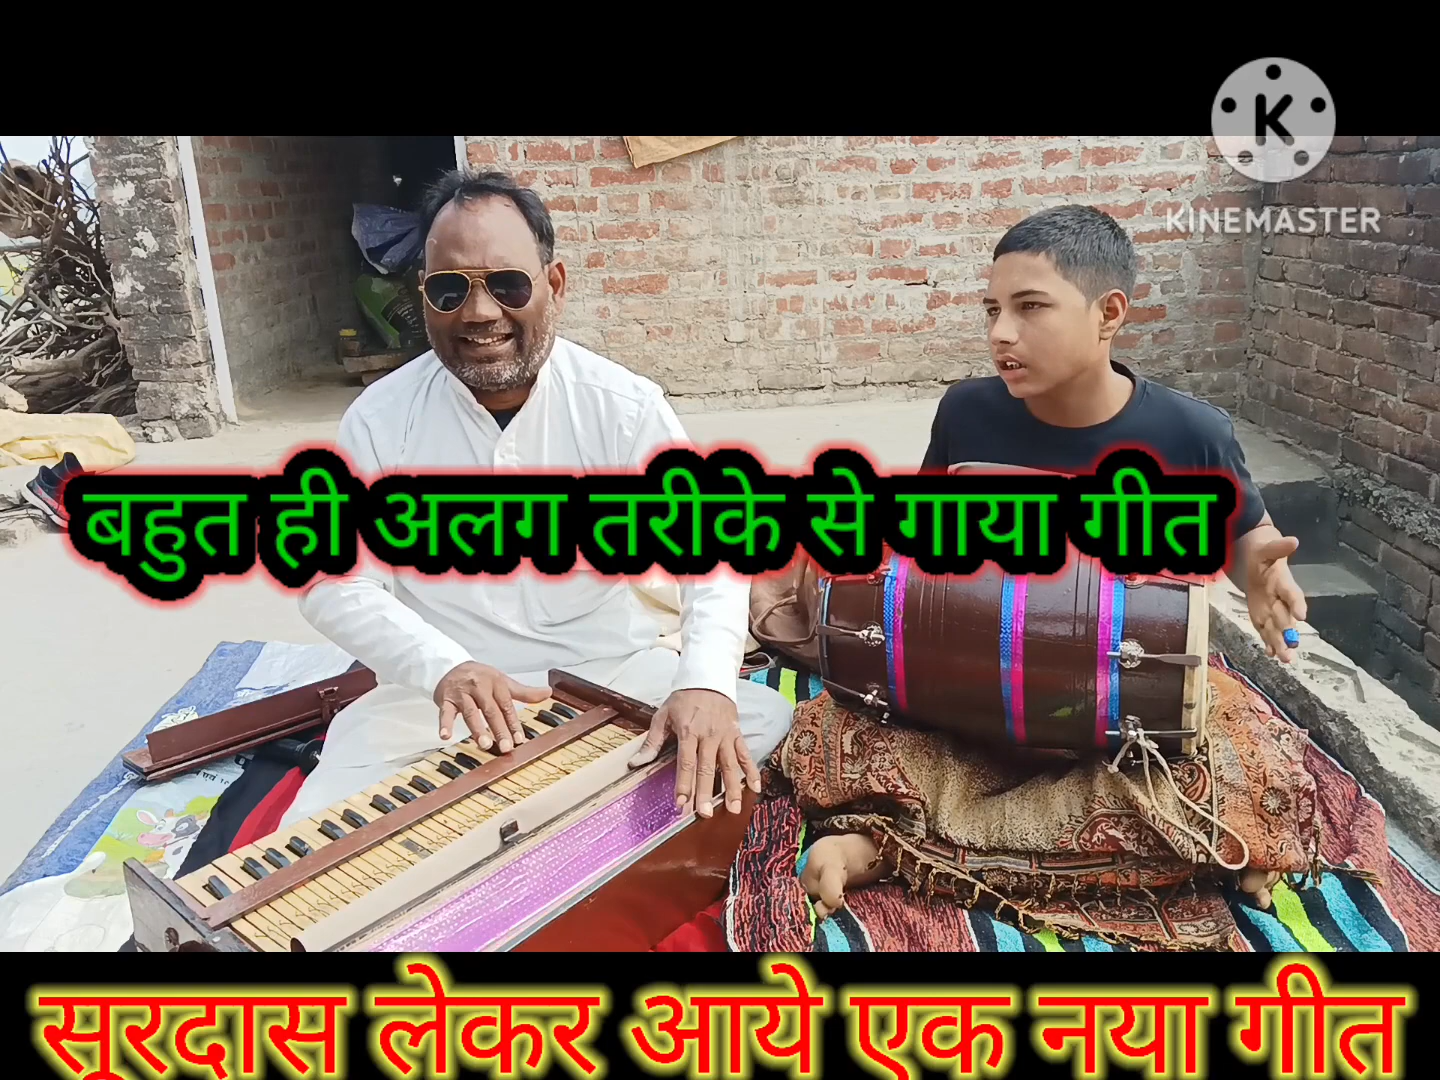 K
KINEMASTER
बहुत ही अलग तरीके से गाया गीत
सूरदास लेकर आये एक नया गीत